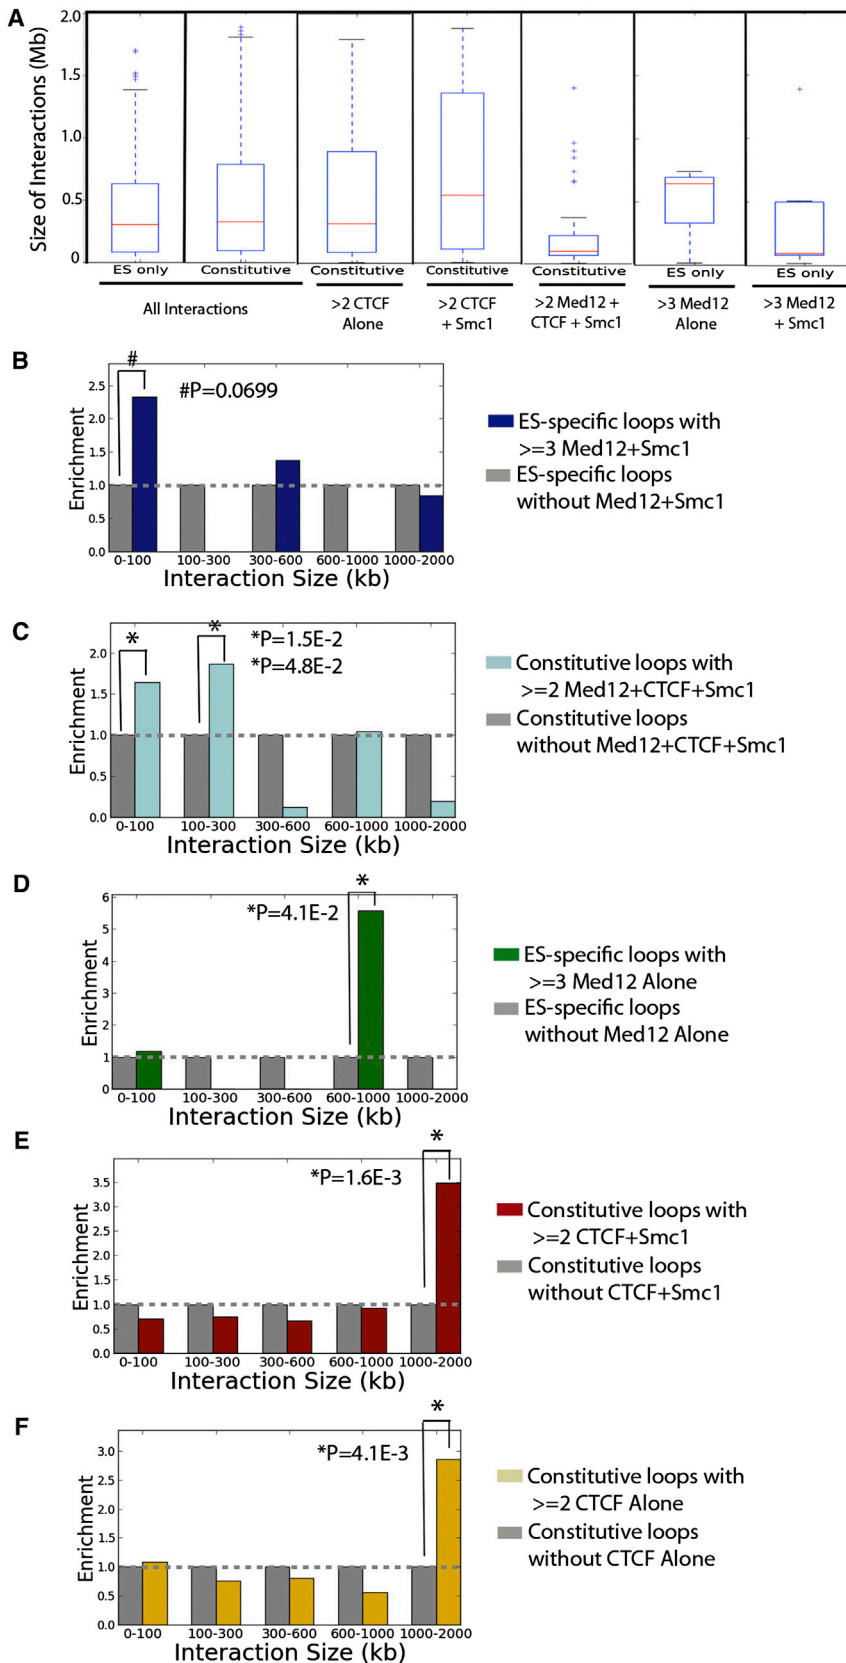 A
Size of Interactions (Mb)
2.0
1.5
1.0
0.5
0
ES only
Constitutive
Constitutive
Constitutive
Constitutive
ES only
ES only
All Interactions
>2 CTCF
Alone
>2 CTCF
+ Smc1
>2 Med12 +
CTCF + Smc1
>3 Med12
Alone
>3 Med12
+ Smc1
B
#
#P=0.0699
Enrichment
2.5
2.0
1.5
1.0
0.5
0.0
0-100 100-300 300-600 600-1000 1000-2000
Interaction Size (kb)
ES-specific loops with
>=3 Med12+Smc1
ES-specific loops
without Med12+Smc1
C
* *
*P=1.5E-2
*P=4.8E-2
Enrichment
2.0
1.5
1.0
0.5
0.0
0-100 100-300 300-600 600-1000 1000-2000
Interaction Size (kb)
Constitutive loops with
>=2 Med12+CTCF+Smc1
Constitutive loops
without Med12+CTCF+Smc1
D
*
*P=4.1E-2
Enrichment
6
5
4
3
2
1
0
0-100 100-300 300-600 600-1000 1000-2000
Interaction Size (kb)
ES-specific loops with
>=3 Med12 Alone
ES-specific loops
without Med12 Alone
E
*
*P=1.6E-3
Enrichment
3.5
3.0
2.5
2.0
1.5
1.0
0.5
0.0
0-100 100-300 300-600 600-1000 1000-2000
Interaction Size (kb)
Constitutive loops with
>=2 CTCF+Smc1
Constitutive loops
without CTCF+Smc1
F
*
*P=4.1E-3
Enrichment
3.0
2.5
2.0
1.5
1.0
0.5
0.0
0-100 100-300 300-600 600-1000 1000-2000
Interaction Size (kb)
Constitutive loops with
>=2 CTCF Alone
Constitutive loops
without CTCF Alone